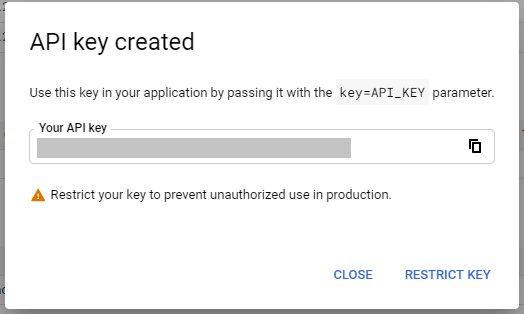 API key created
Use this key in your application by passing it with the key=API_KEY parameter.
Your API key
Restrict your key to prevent unauthorized use in production.
CLOSE RESTRICT KEY